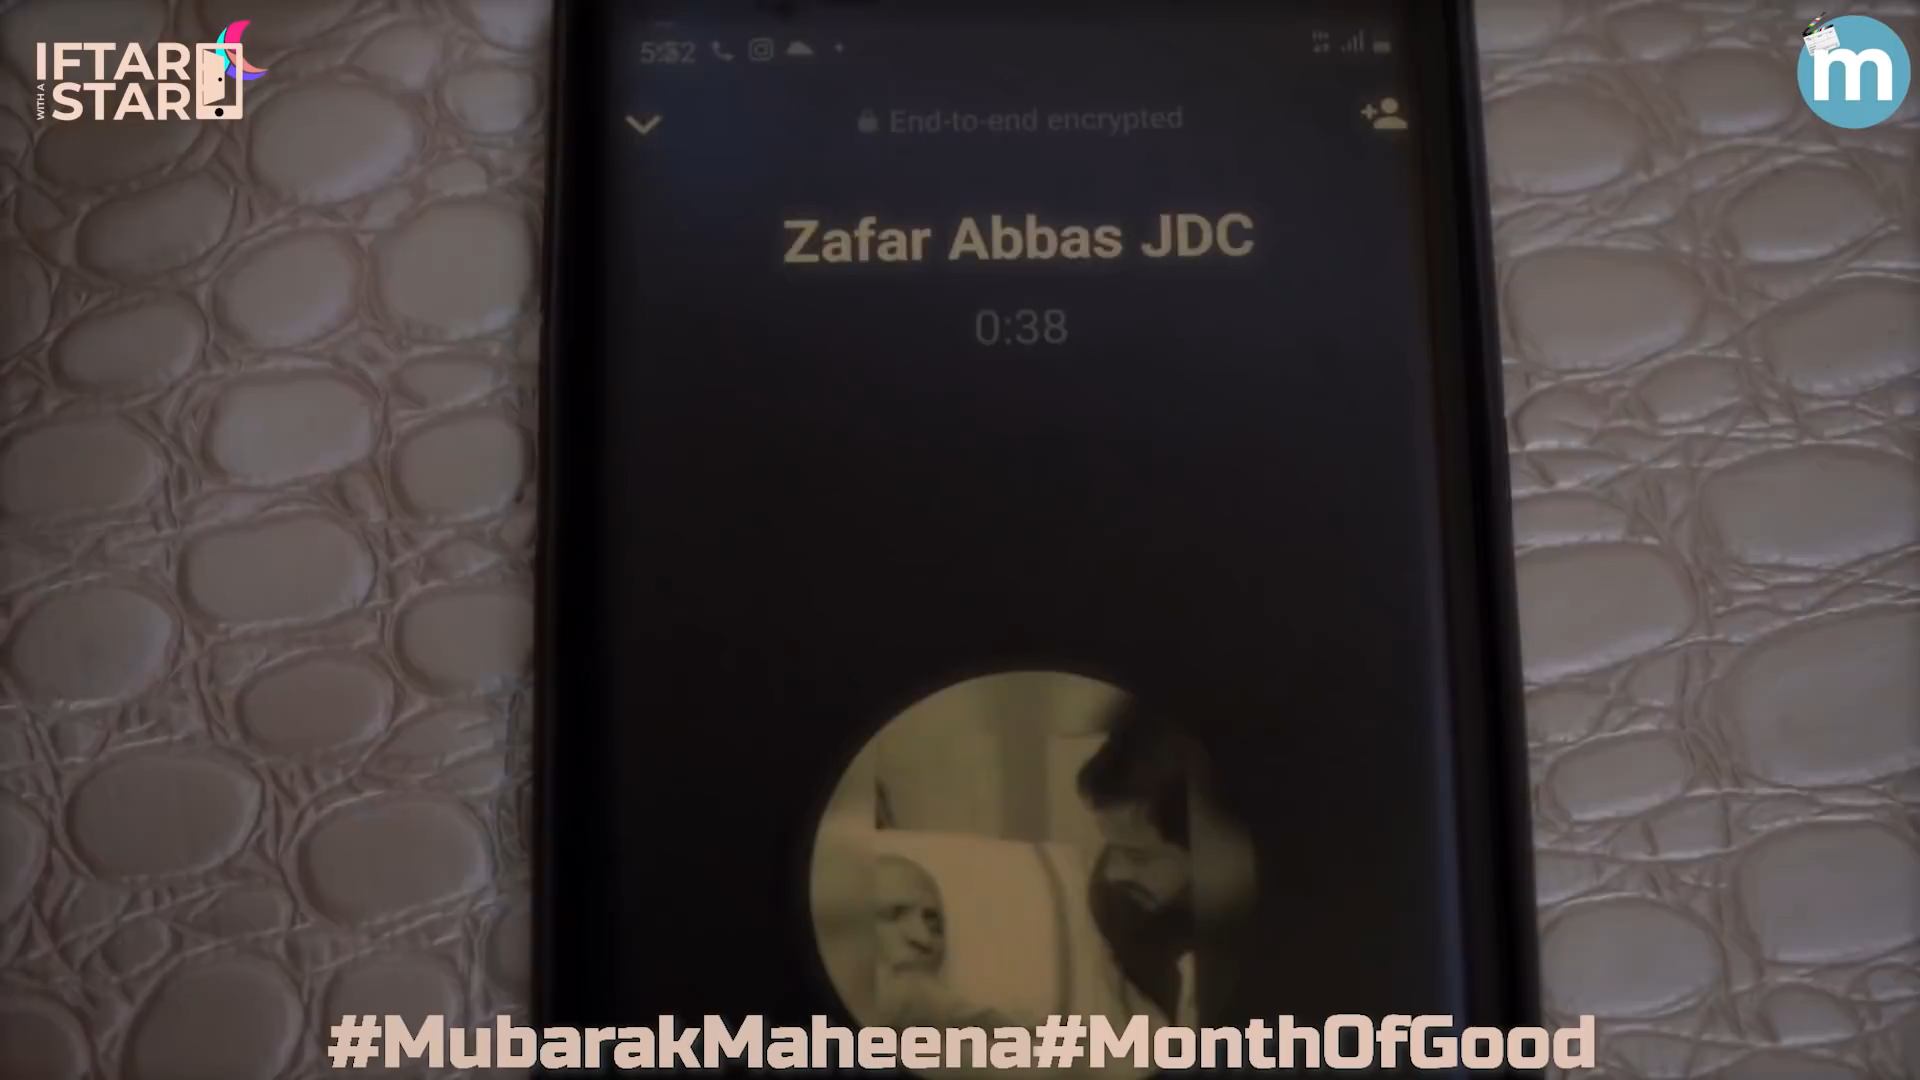 IFTAR
WITH A
STAR
m
5:52
End-to-end encrypted
Zafar Abbas JDC
0:38
#MubarakMaheena#MonthOfGood